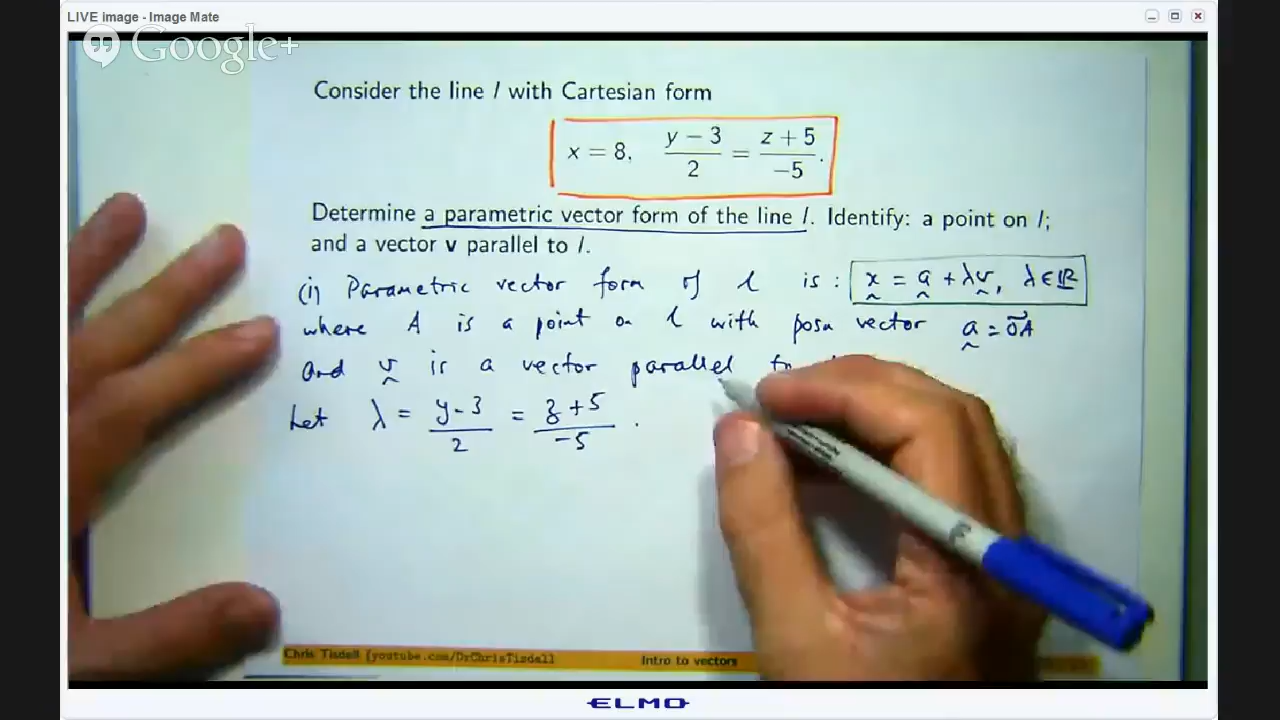 LIVE image - Image Mate
Google+
Consider the line l with Cartesian form
x = 8, (y − 3)/2 = (z + 5)/−5.
Determine a parametric vector form of the line l. Identify: a point on l;
and a vector v parallel to l.
(i) Parametric vector form of l is : x = a + λv, λ∈ℝ
where A is a point on l with posn vector a = OA
and v is a vector parallel to
Let λ = (y-3)/2 = (z+5)/-5 .
Chris Tisdell (youtube.com/DrChrisTisdell
Intro to vectors
ELMO